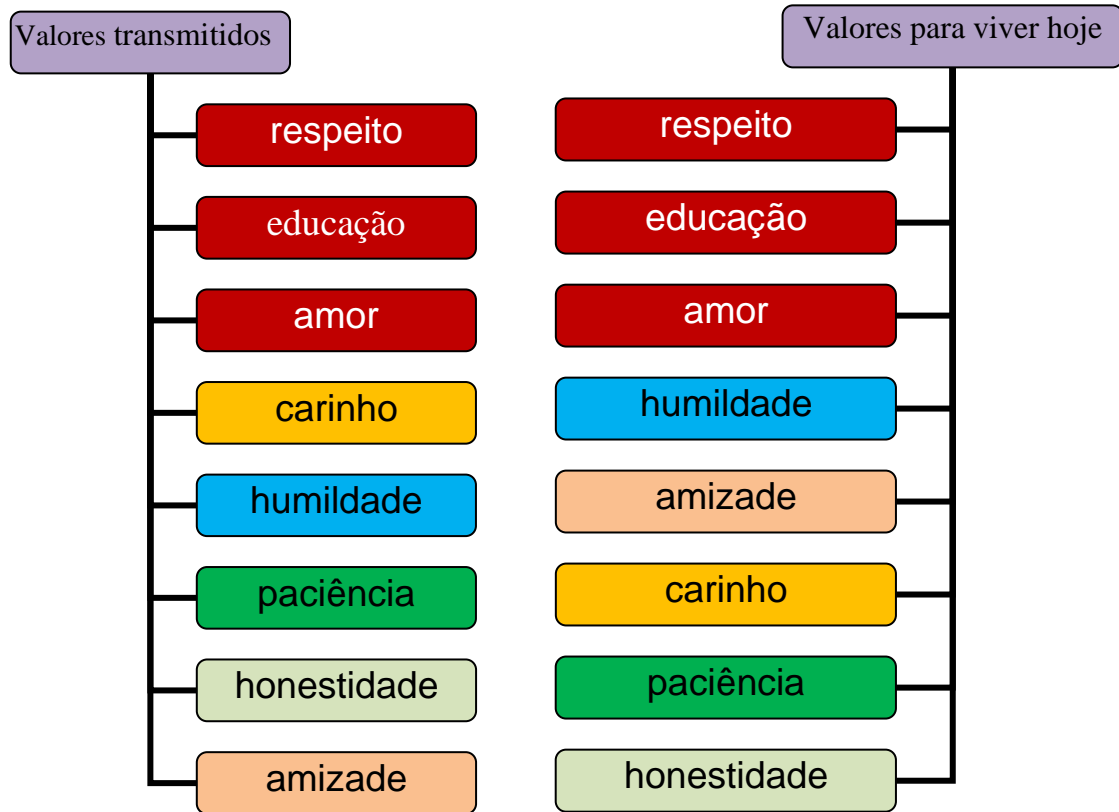 Valores transmitidos
respeito
educação
amor
carinho
humildade
paciência
honestidade
amizade
Valores para viver hoje
respeito
educação
amor
humildade
amizade
carinho
paciência
honestidade